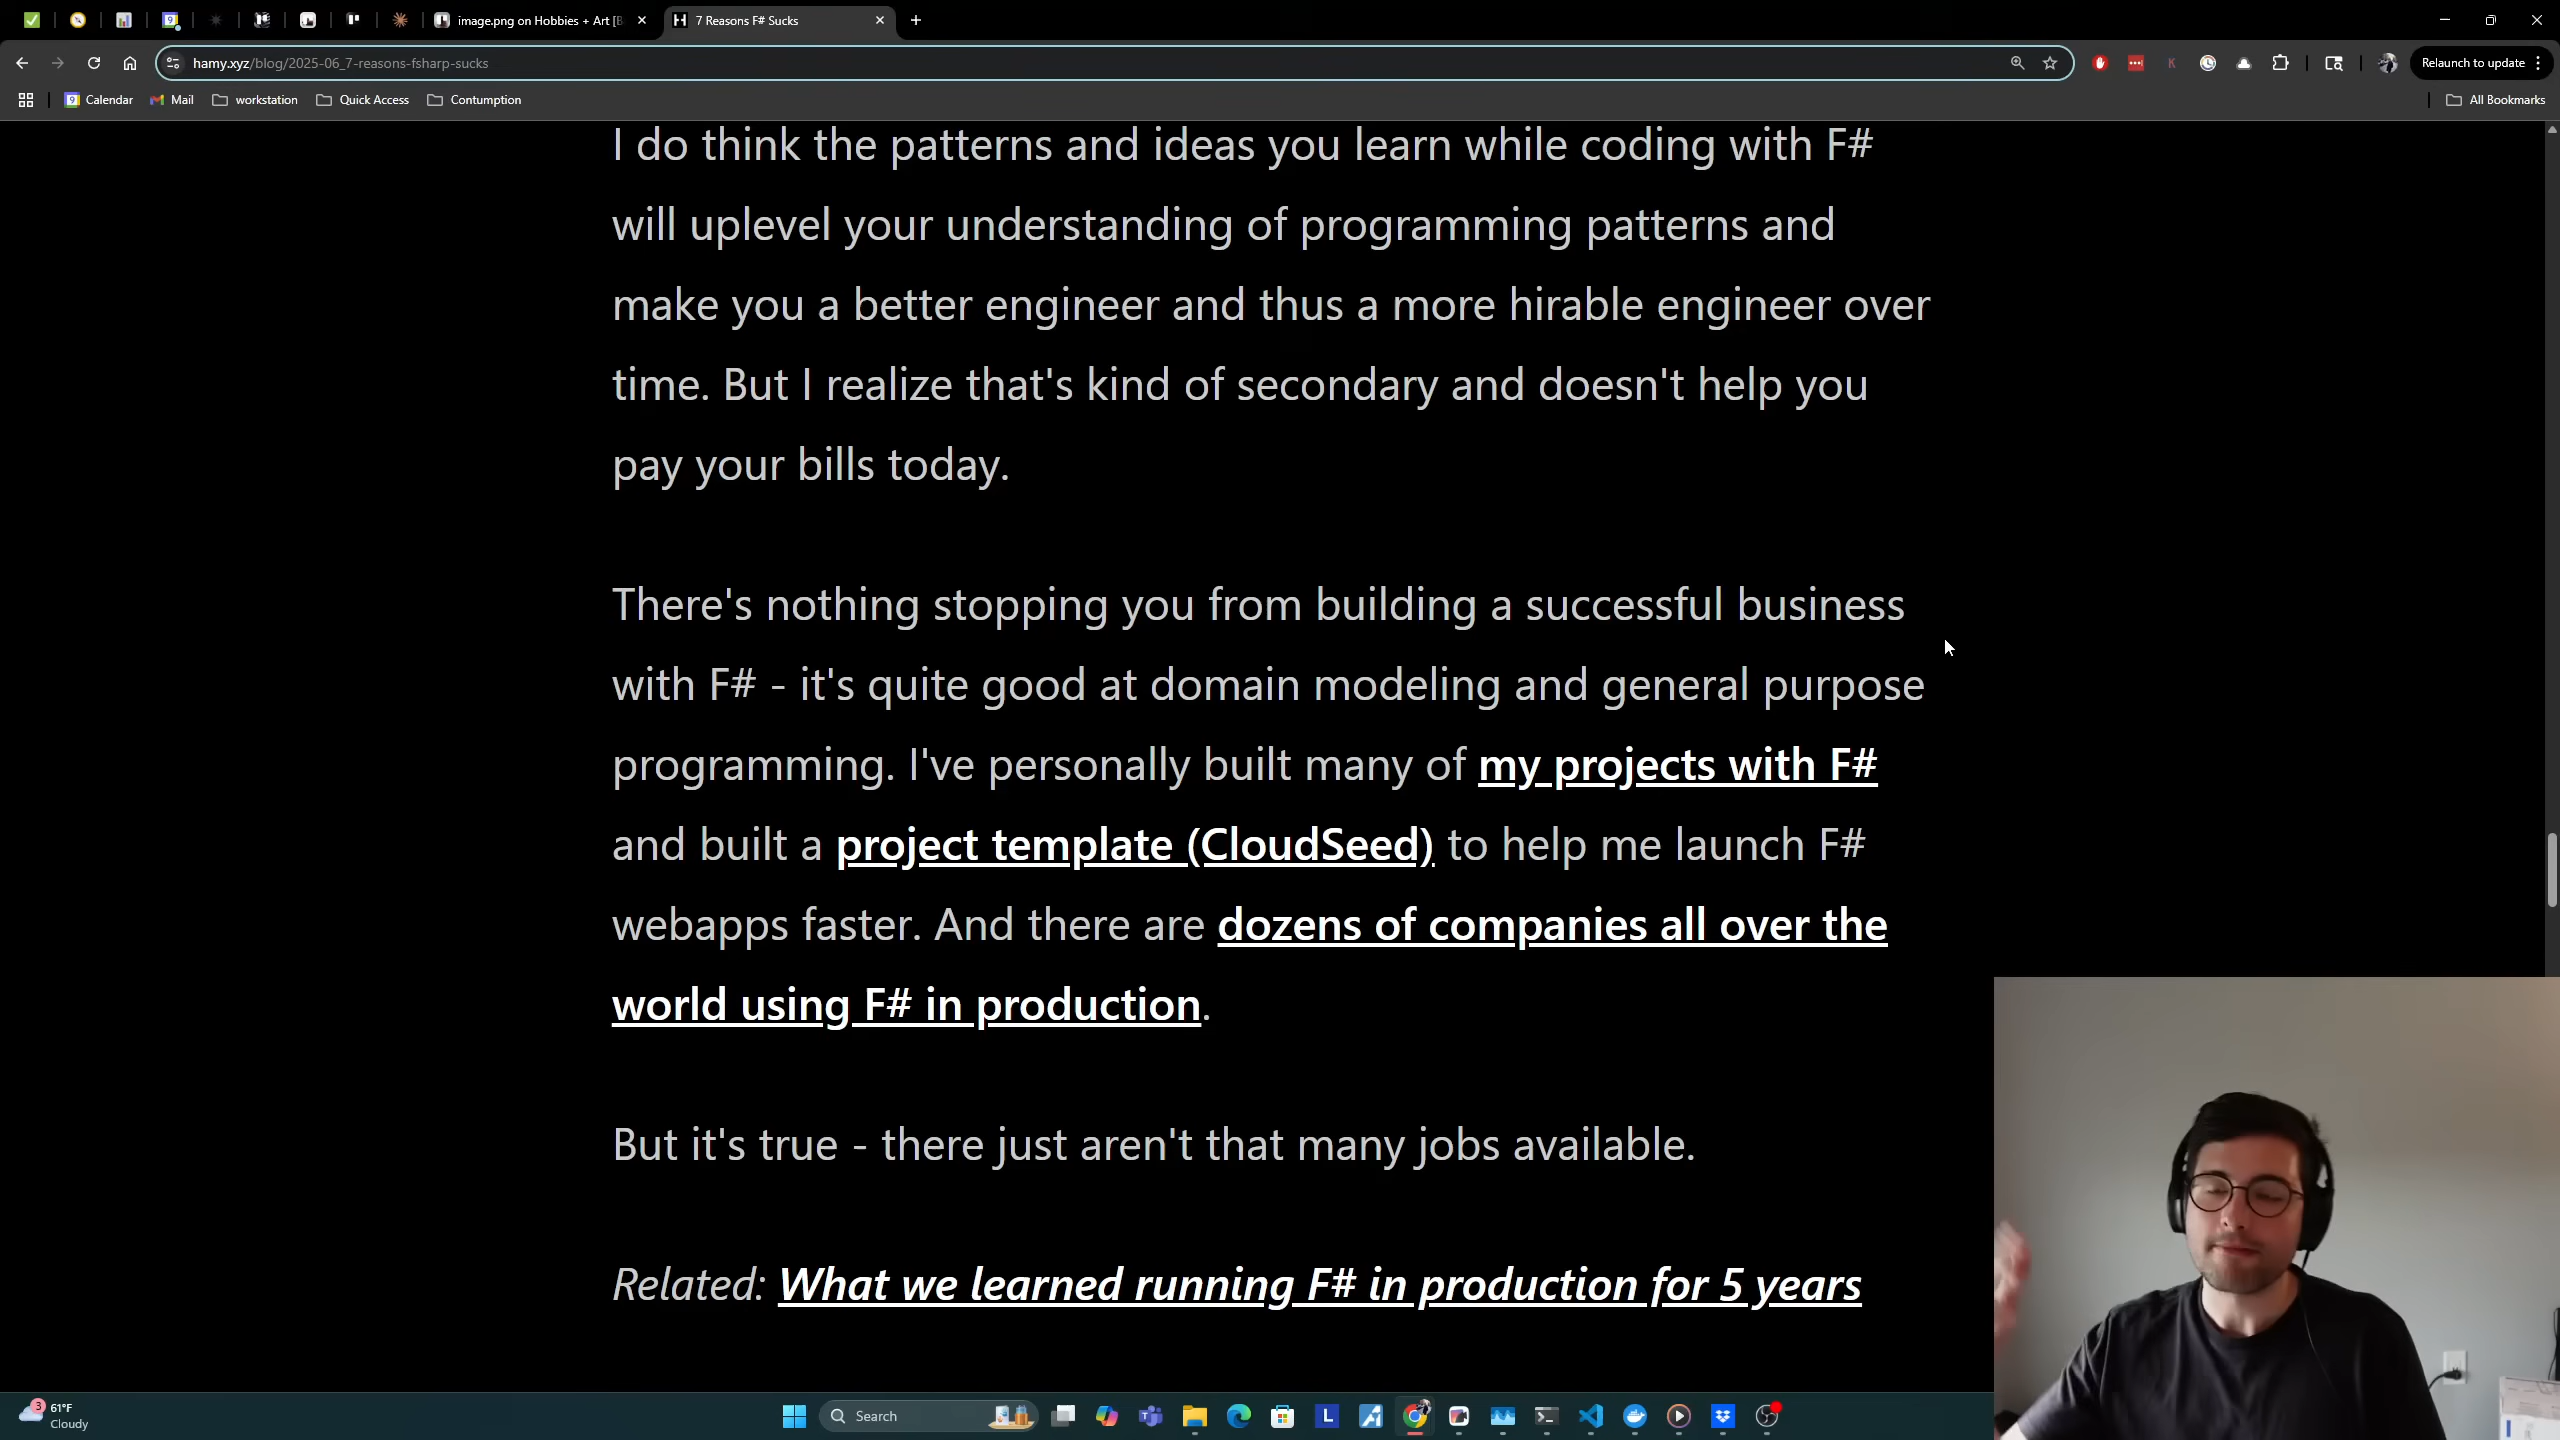 image.png on Hobbies + Art [B
7 Reasons F# Sucks
hamy.xyz/blog/2025-06_7-reasons-fsharp-sucks
Relaunch to update
Calendar
Mail
workstation
Quick Access
Contumption
All Bookmarks
I do think the patterns and ideas you learn while coding with F#
will uplevel your understanding of programming patterns and
make you a better engineer and thus a more hirable engineer over
time. But I realize that's kind of secondary and doesn't help you
pay your bills today.
There's nothing stopping you from building a successful business
with F# - it's quite good at domain modeling and general purpose
programming. I've personally built many of my projects with F#
and built a project template (CloudSeed) to help me launch F#
webapps faster. And there are dozens of companies all over the
world using F# in production.
But it's true - there just aren't that many jobs available.
Related: What we learned running F# in production for 5 years
3
61°F
Cloudy
Search